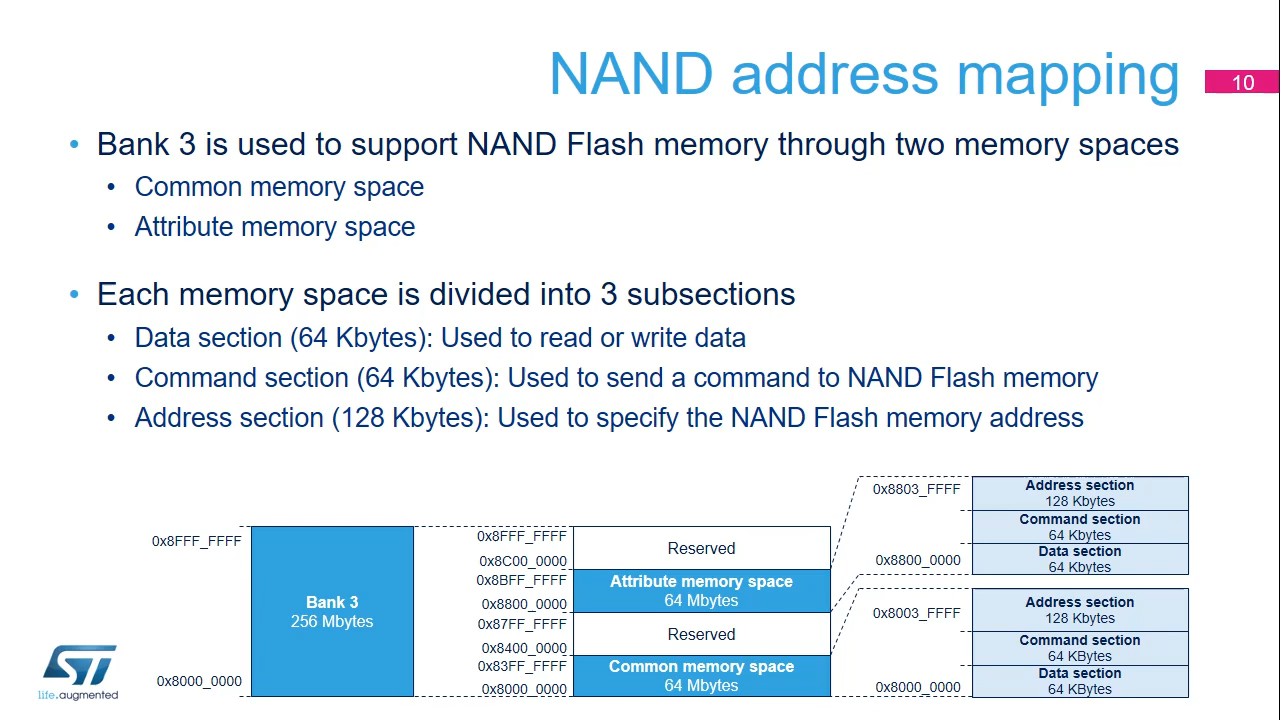 NAND address mapping
10
• Bank 3 is used to support NAND Flash memory through two memory spaces
• Common memory space
• Attribute memory space
• Each memory space is divided into 3 subsections
• Data section (64 Kbytes): Used to read or write data
• Command section (64 Kbytes): Used to send a command to NAND Flash memory
• Address section (128 Kbytes): Used to specify the NAND Flash memory address
0x8FFF_FFFF
Bank 3
256 Mbytes
0x8000_0000
0x8FFF_FFFF
Reserved
0x8C00_0000
0x8BFF_FFFF
Attribute memory space
64 Mbytes
0x8800_0000
0x87FF_FFFF
Reserved
0x8400_0000
0x83FF_FFFF
Common memory space
64 Mbytes
0x8000_0000
0x8803_FFFF
Address section
128 Kbytes
Command section
64 Kbytes
Data section
64 Kbytes
0x8800_0000
0x8003_FFFF
Address section
128 Kbytes
Command section
64 KBytes
Data section
64 KBytes
0x8000_0000
ST
life.augmented